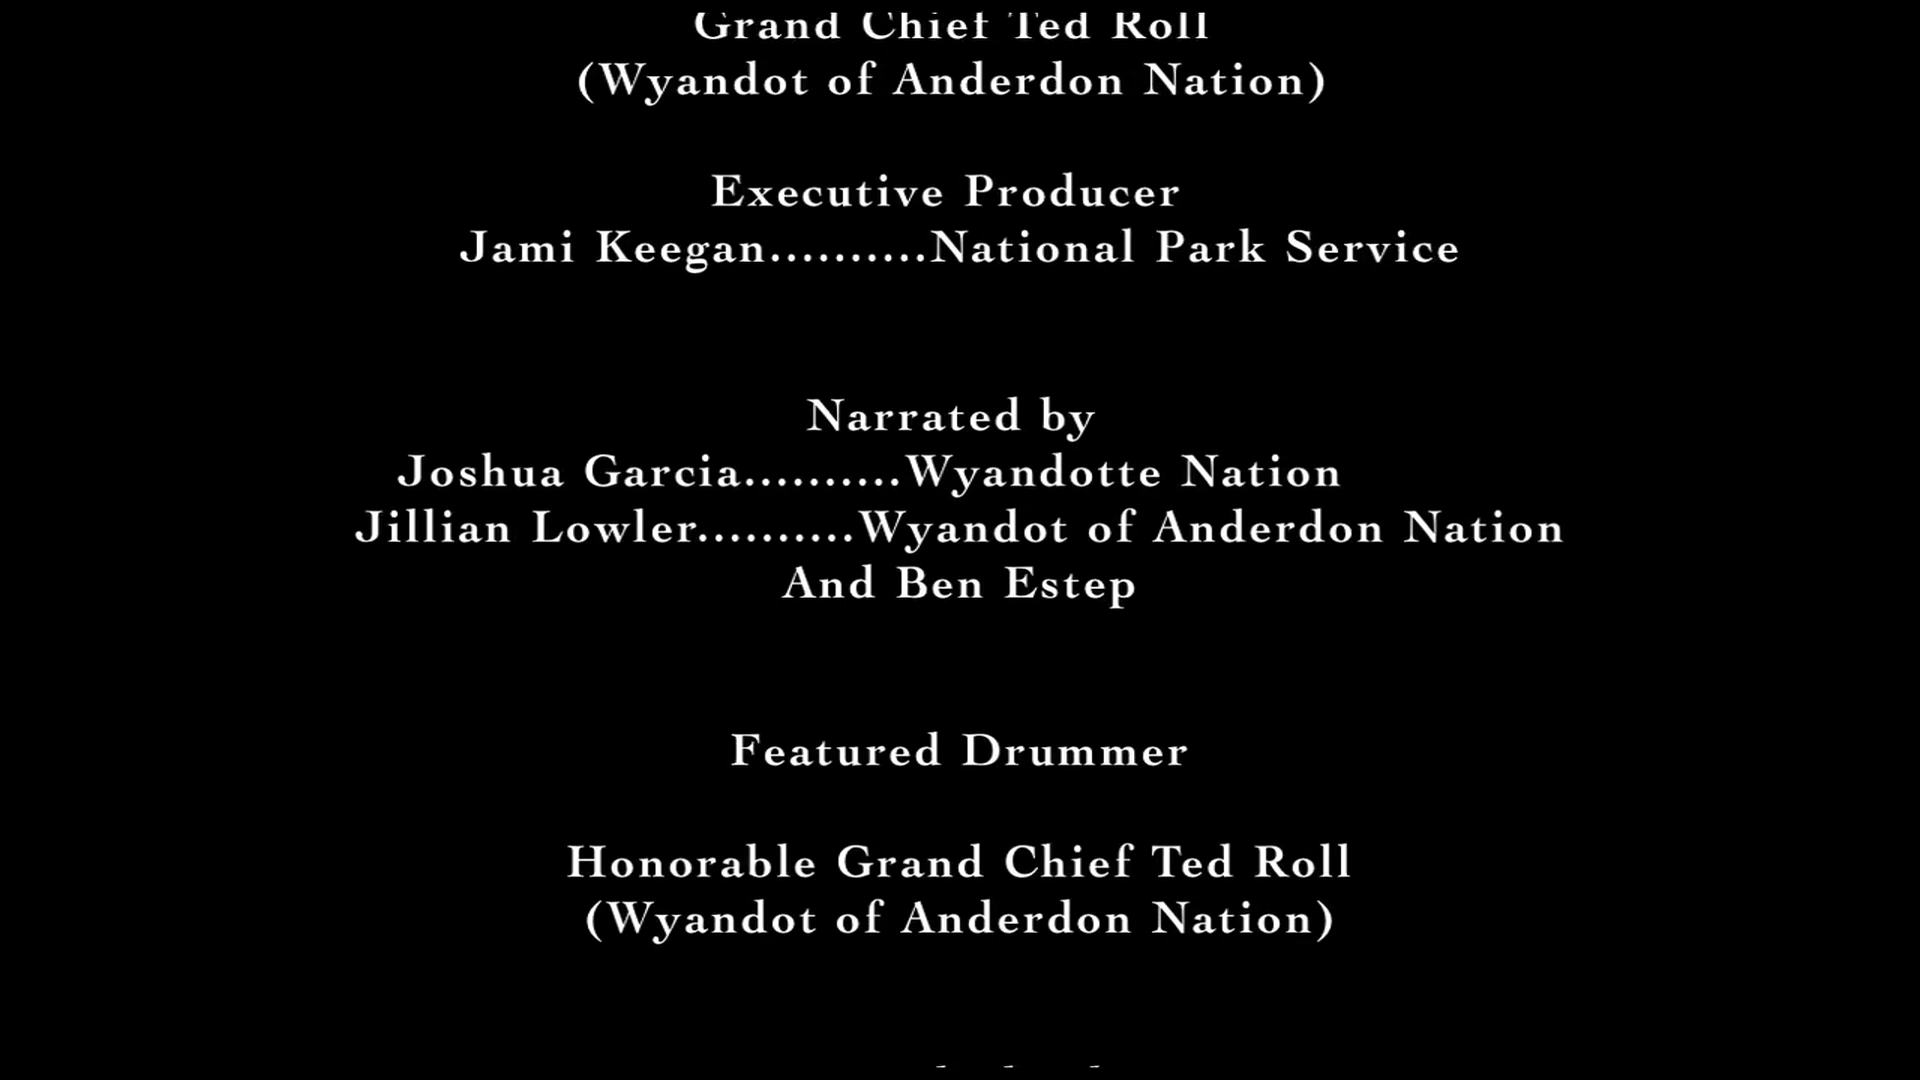 Grand Chief Ted Roll
(Wyandot of Anderdon Nation)
Executive Producer
Jami Keegan..........National Park Service
Narrated by
Joshua Garcia..........Wyandotte Nation
Jillian Lowler..........Wyandot of Anderdon Nation
And Ben Estep
Featured Drummer
Honorable Grand Chief Ted Roll
(Wyandot of Anderdon Nation)